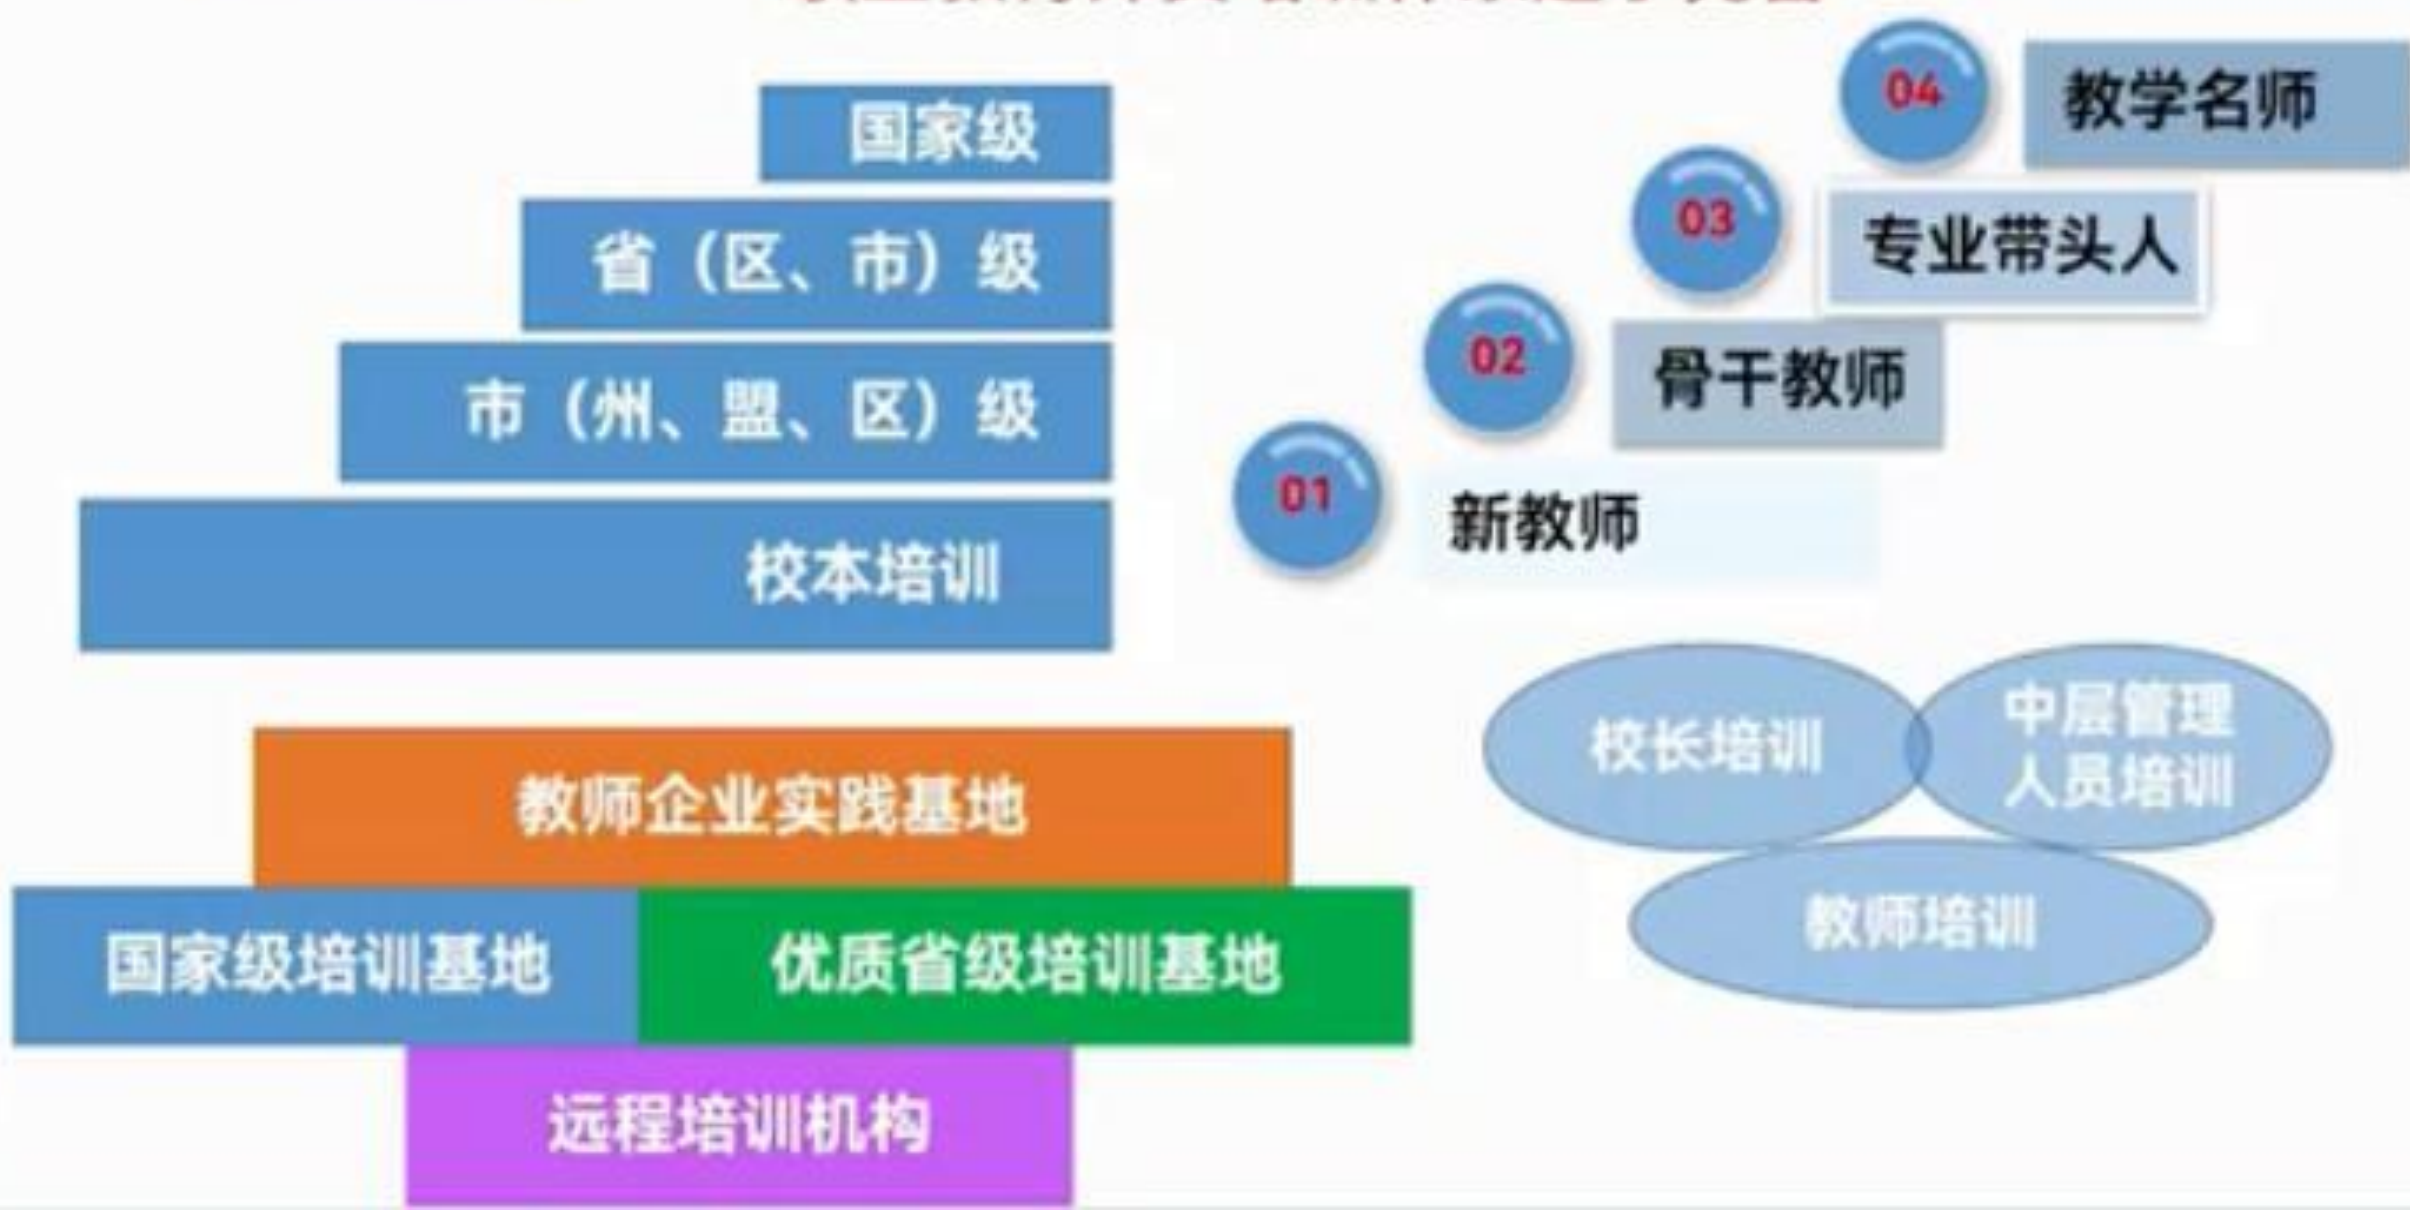 国家级
省（区、市）级
市（州、盟、区）级
校本培训
04
教学名师
03
专业带头人
02
骨干教师
01
新教师
教师企业实践基地
国家级培训基地
优质省级培训基地
远程培训机构
校长培训
中层管理
人员培训
教师培训